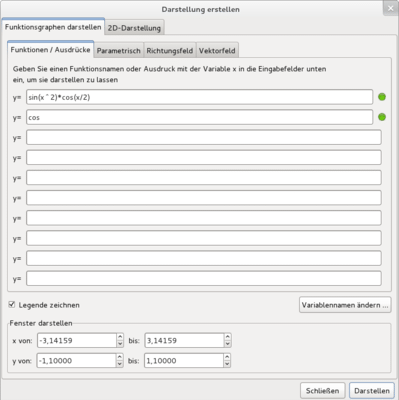 Darstellung erstellen
Funktionsgraphen darstellen 2D-Darstellung
Funktionen / Ausdrücke Parametrisch Richtungsfeld Vektorfeld
Geben Sie einen Funktionsnamen oder Ausdruck mit der Variable x in die Eingabefelder unten
ein, um sie darstellen zu lassen
y= sin(x^2)*cos(x/2)
y= cos
y=
y=
y=
y=
y=
y=
y=
y=
Legende zeichnen Variablennamen ändern ...
Fenster darstellen
x von: -3,14159 bis: 3,14159
y von: -1,10000 bis: 1,10000
Schließen Darstellen